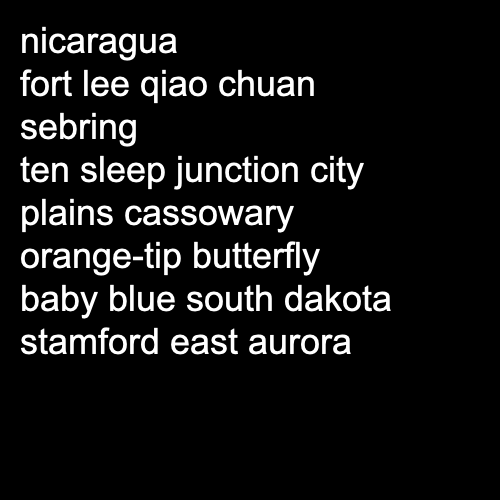 nicaragua
fort lee qiao chuan
sebring
ten sleep junction city
plains cassowary
orange-tip butterfly
baby blue south dakota
stamford east aurora